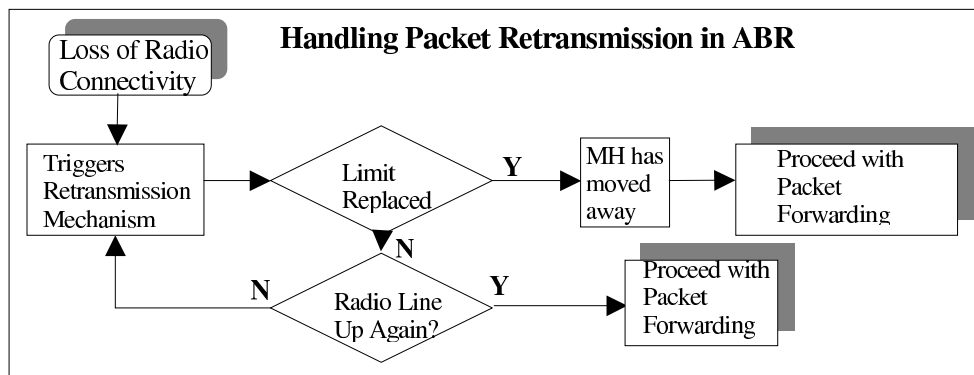 Handling Packet Retransmission in ABR
Loss of Radio
Connectivity
Triggers
Retransmission
Mechanism
Limit
Replaced
Y
MH has
moved
away
Proceed with
Packet
Forwarding
N
N
Radio Line
Up Again?
Y
Proceed with
Packet
Forwarding